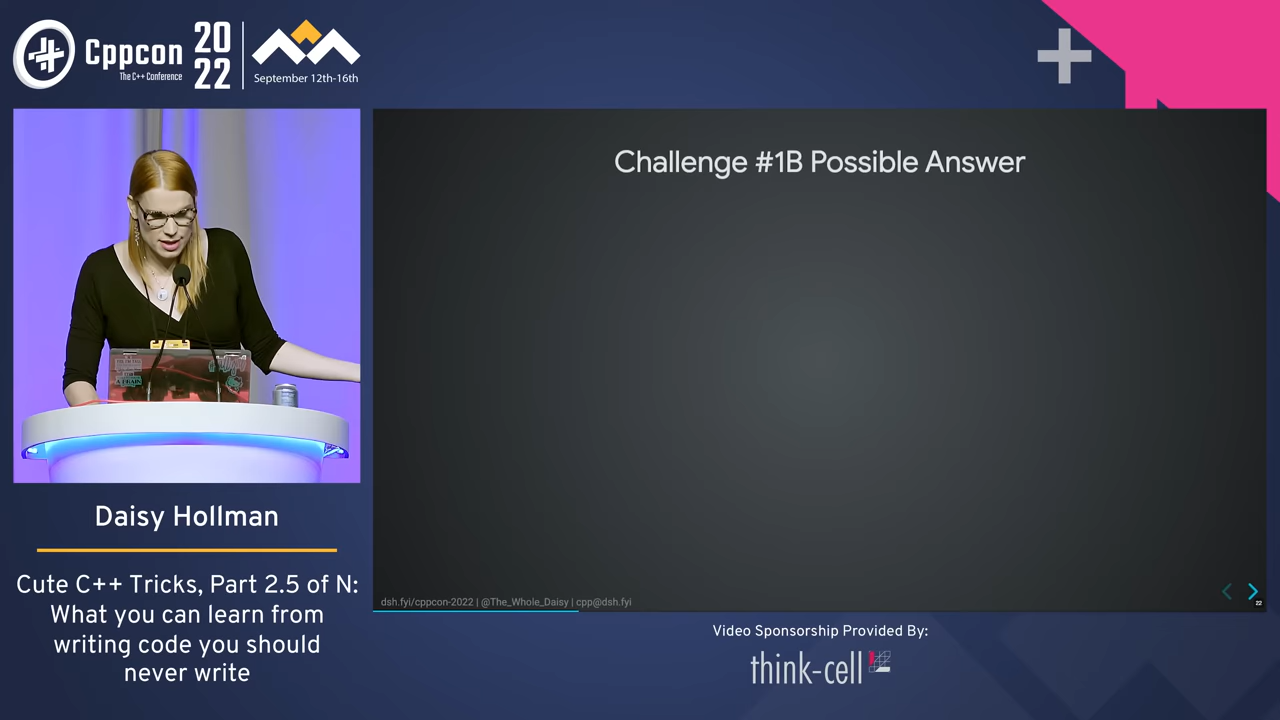 Cppcon
The C++ Conference
20
22
September 12th-16th
Challenge #1B Possible Answer
A TRAIN
Daisy Hollman
Cute C++ Tricks, Part 2.5 of N:
What you can learn from
writing code you should
never write
dsh.fyi/cppcon-2022 | @The_Whole_Daisy | cpp@dsh.fyi
22
Video Sponsorship Provided By:
think-cell